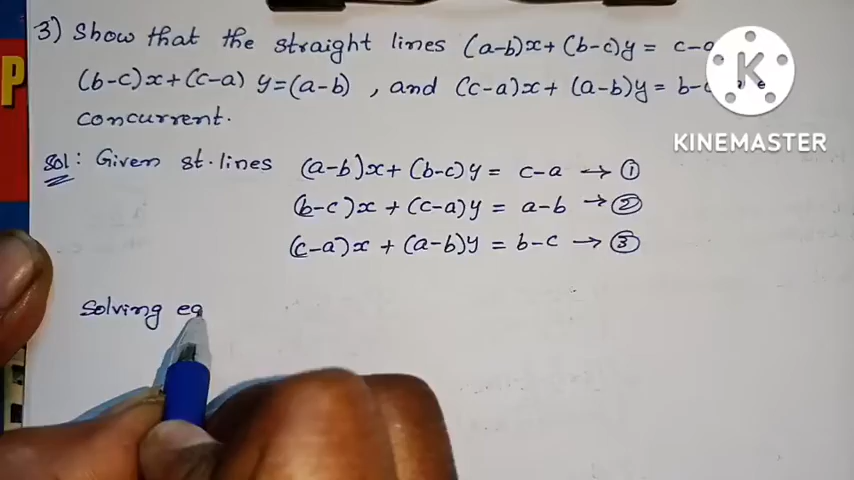 P
3) Show that the straight lines (a-b)x+(b-c)y = c-a
(b-c)x+(c-a) y=(a-b) , and (c-a)x+ (a-b)y= b-c
concurrent.
K
KINEMASTER
Sol: Given st. lines (a-b)x+(b-c)y = c-a → ①
(b-c)x + (c-a)y = a-b → ②
(c-a)x + (a-b)y = b-c → ③
Solving eq